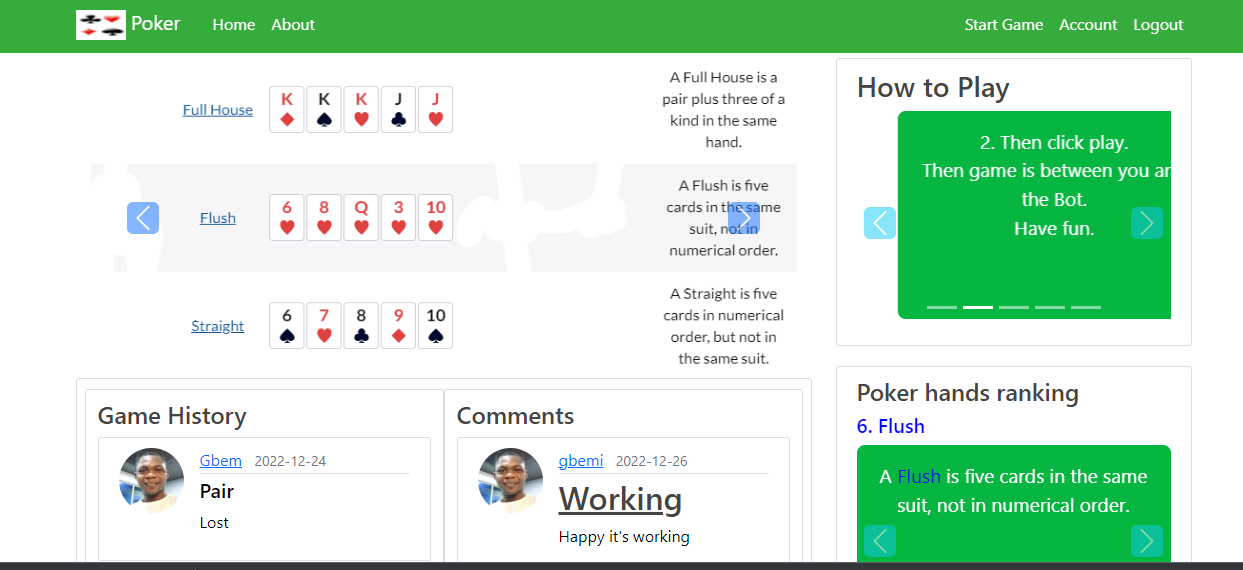 Poker
Home
About
Start Game
Account
Logout
Full House
K K K J J
A Full House is a
pair plus three of a
kind in the same
hand.
Flush
6 8 Q 3 10
A Flush is five
cards in the same
suit, not in
numerical order.
Straight
6 7 8 9 10
A Straight is five
cards in numerical
order, but not in
the same suit.
How to Play
2. Then click play.
Then game is between you ar
the Bot.
Have fun.
Game History
Gbem 2022-12-24
Pair
Lost
Comments
gbemi 2022-12-26
Working
Happy it's working
Poker hands ranking
6. Flush
A Flush is five cards in the same
suit, not in numerical order.